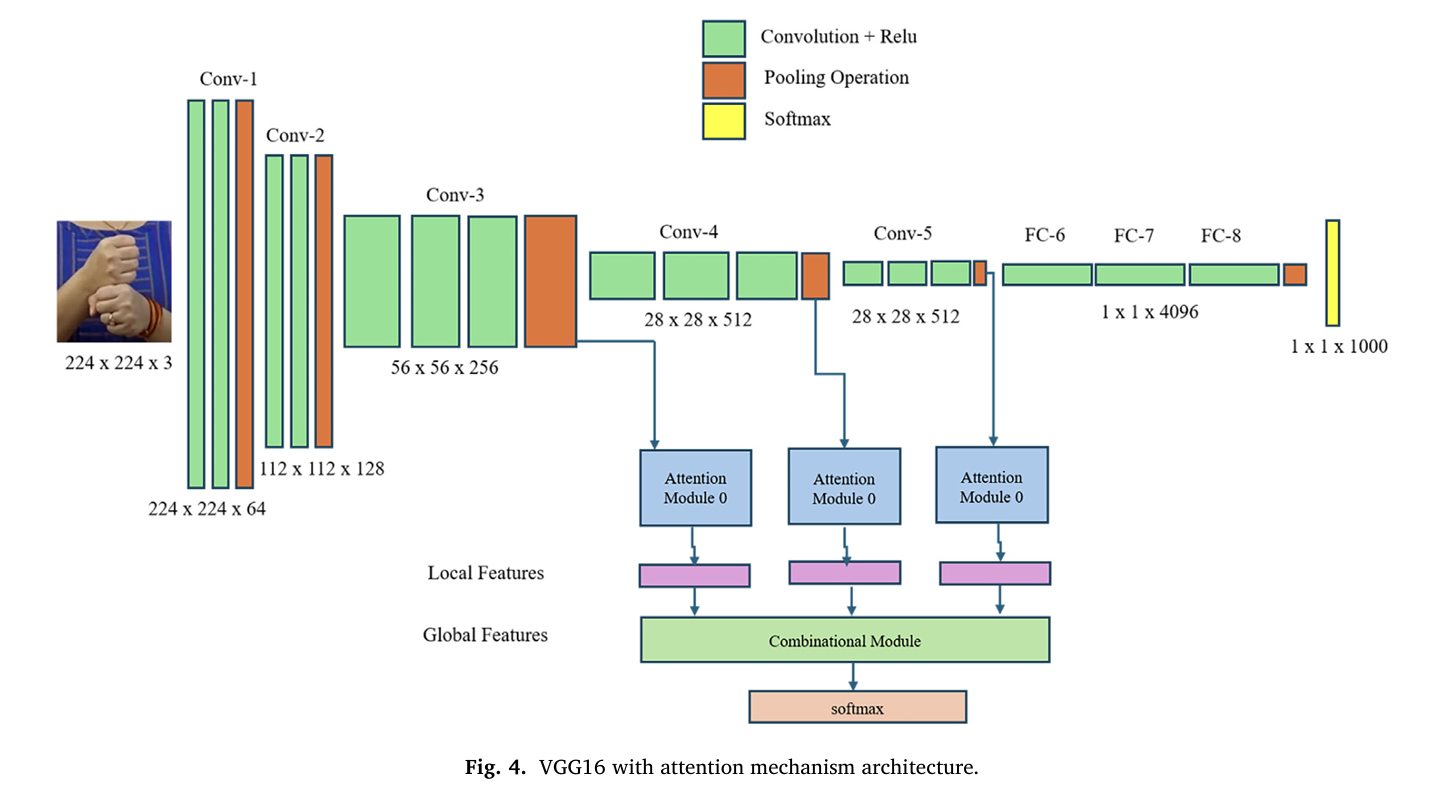 Convolution + Relu
Pooling Operation
Softmax
Conv-1
Conv-2
Conv-3
Conv-4
Conv-5
FC-6
FC-7
FC-8
224 x 224 x 3
224 x 224 x 64
112 x 112 x 128
56 x 56 x 256
28 x 28 x 512
28 x 28 x 512
1 x 1 x 4096
1 x 1 x 1000
Attention
Module 0
Attention
Module 0
Attention
Module 0
Local Features
Global Features
Combinational Module
softmax
Fig. 4. VGG16 with attention mechanism architecture.